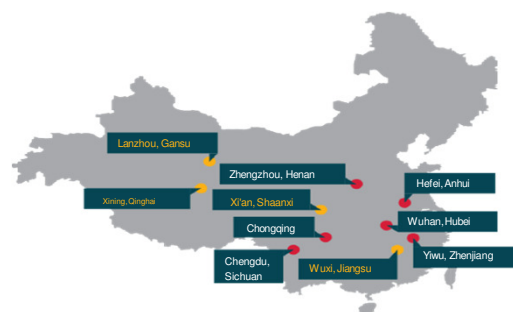 Lanzhou, Gansu
Zhengzhou, Henan
Hefei, Anhui
Xining, Qinghai
Xi'an, Shaanxi
Wuhan, Hubei
Chongqing
Chengdu,
Sichuan
Wuxi, Jiangsu
Yiwu, Zhenjiang